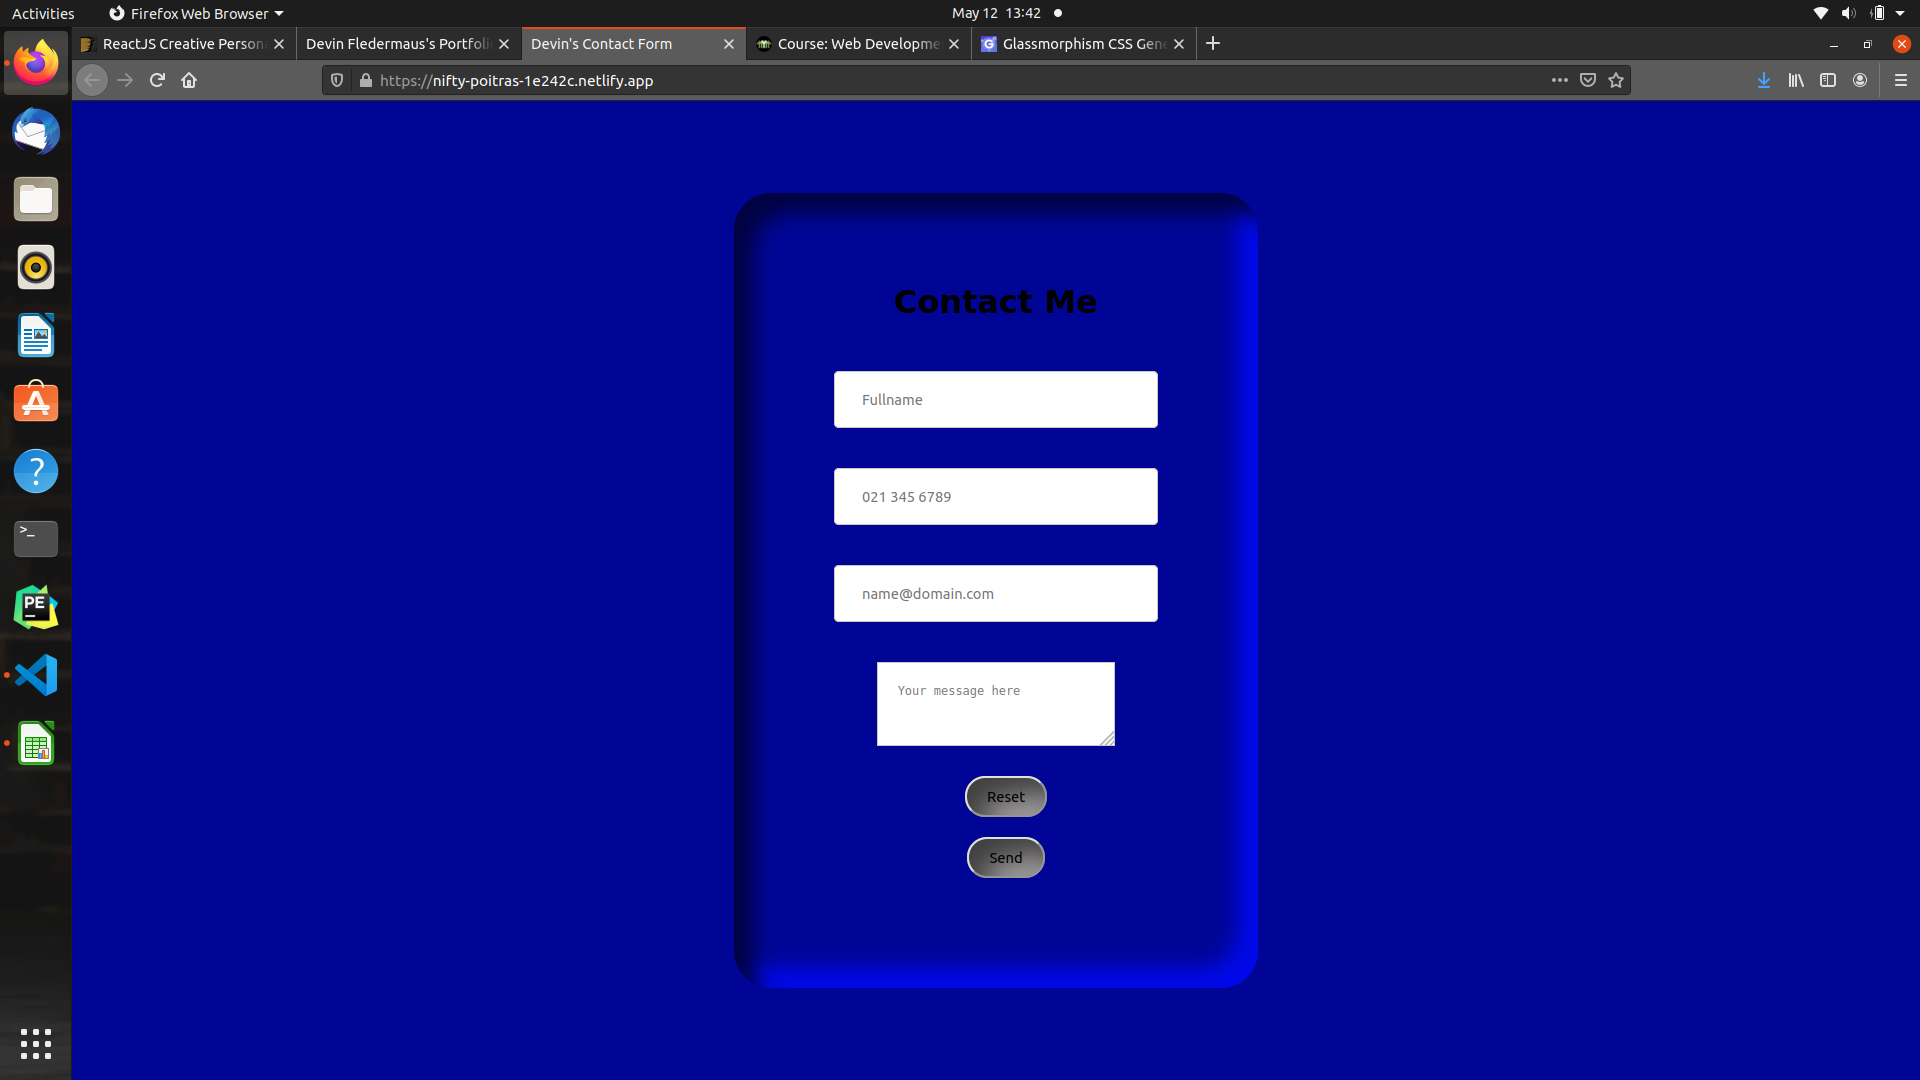 Activities
Firefox Web Browser
May 12 13:42
ReactJS Creative Person
Devin Fledermaus's Portfoli
Devin's Contact Form
Course: Web Developme
G
Glassmorphism CSS Gene
https://nifty-poitras-1e242c.netlify.app
Contact Me
Fullname
021 345 6789
name@domain.com
Your message here
Reset
Send
?
>_
PE